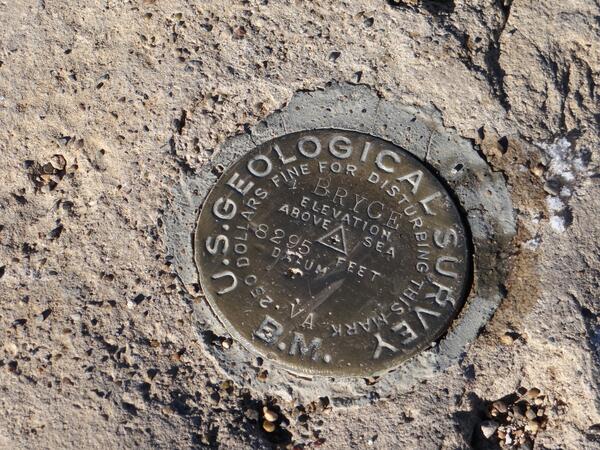 U.S. GEOLOGICAL SURVEY
B.M.
250 DOLLARS FINE FOR DISTURBING THIS MARK
BRYCE
ELEVATION
ABOVE SEA
8295 FEET
DATUM
VA